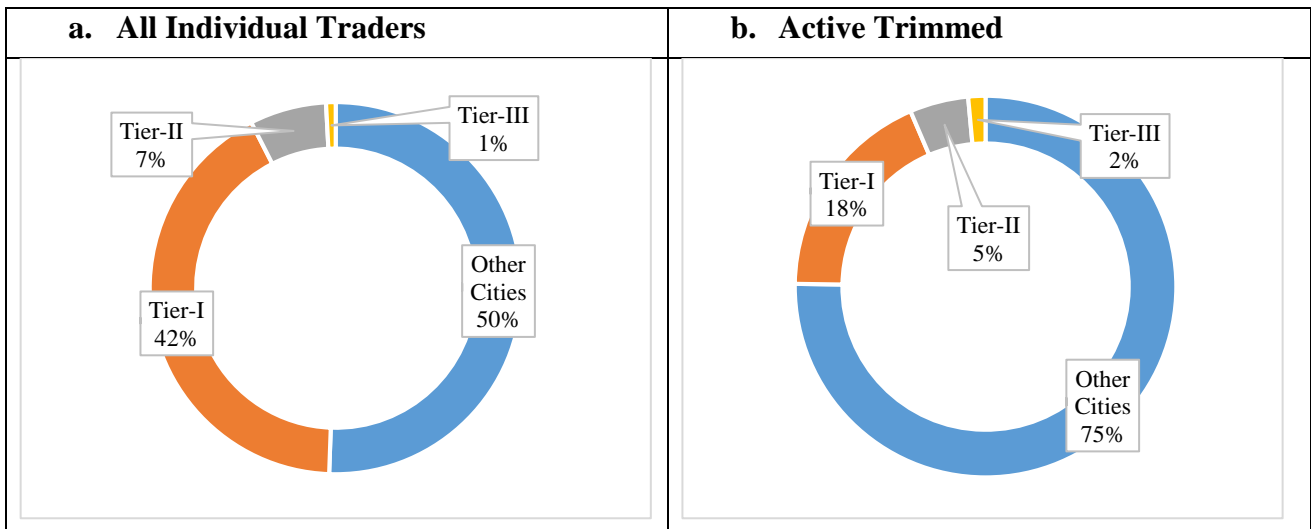 a. All Individual Traders
b. Active Trimmed
Tier-II
7%
Tier-III
1%
Other
Cities
50%
Tier-I
42%
Tier-III
2%
Tier-I
18%
Tier-II
5%
Other
Cities
75%